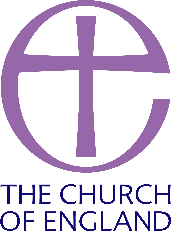 THE CHURCH
OF ENGLAND